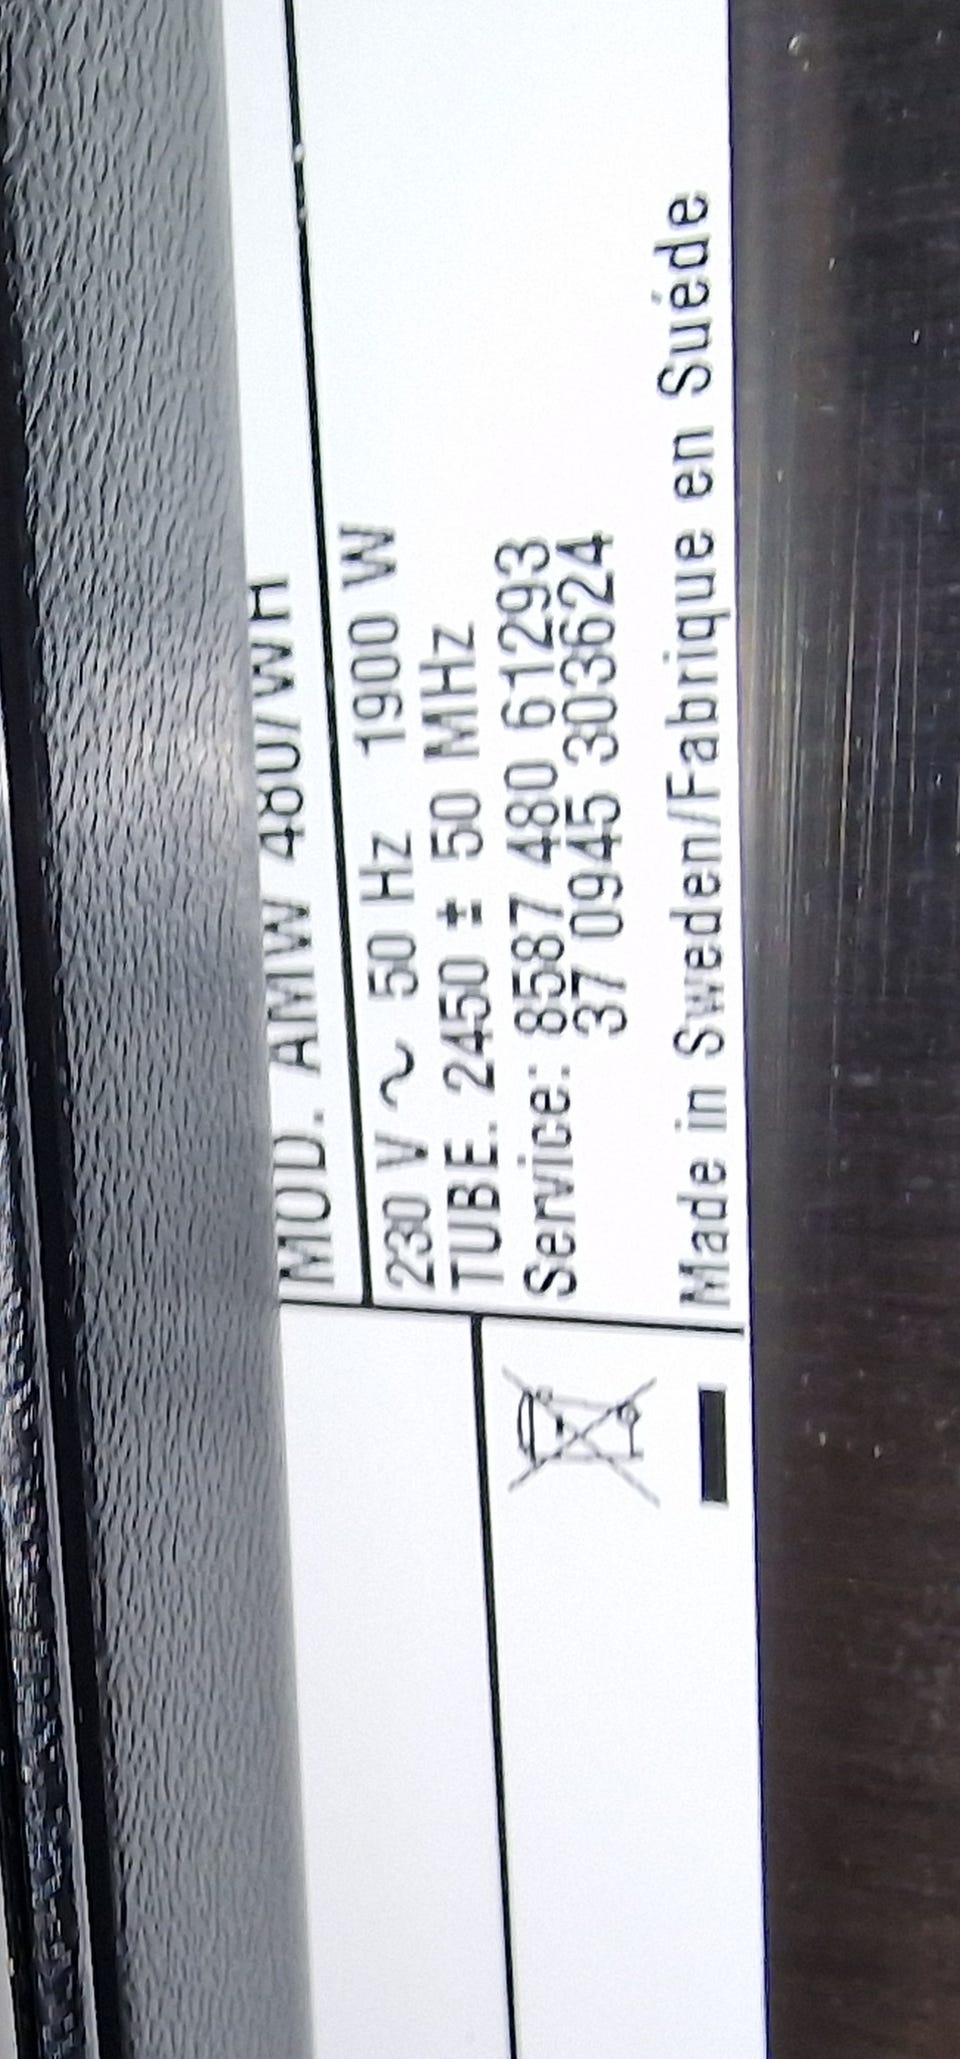 MOD. AMW 480/WH
230 V ~ 50 Hz 1900 W
TUBE. 2450 ± 50 MHz
Service: 8587 480 61293
37 0945 303624
Made in Sweden/Fabrique en Suéde